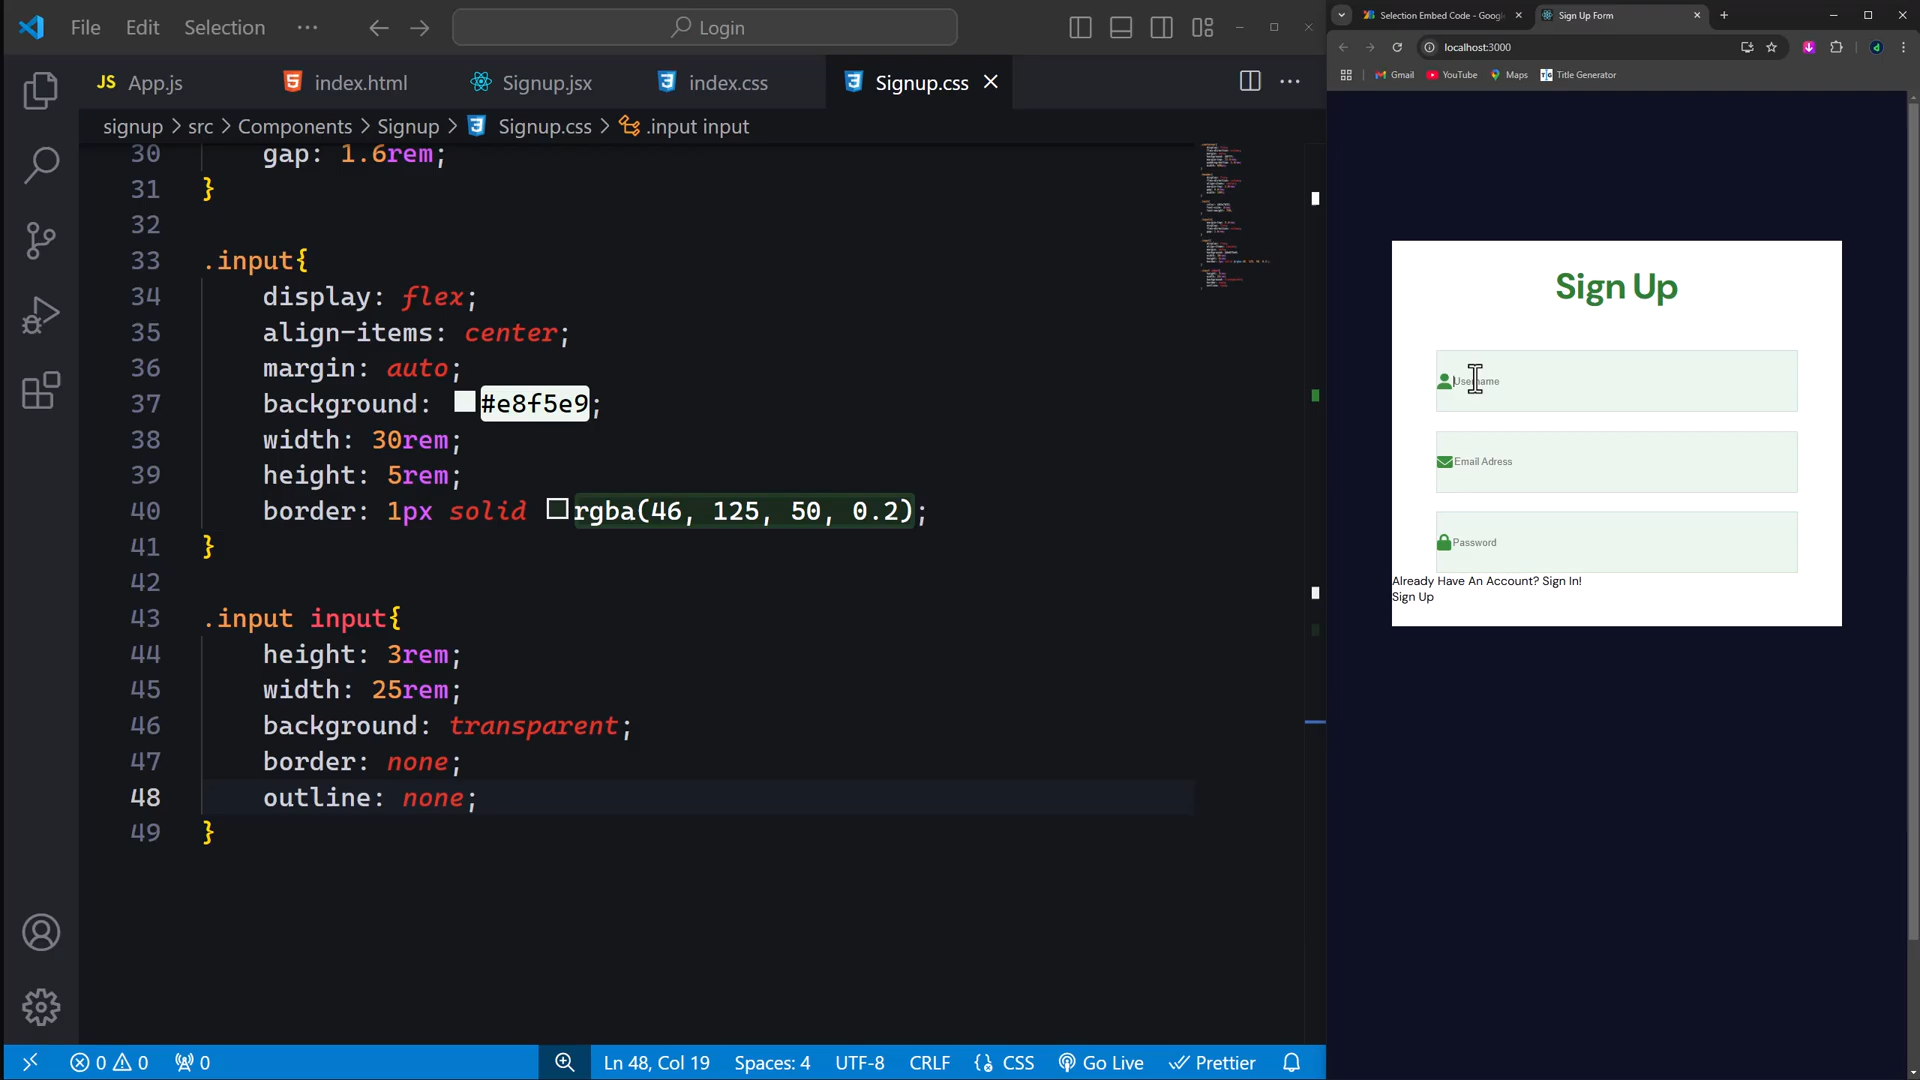 File Edit Selection ··· Login
App.js index.html Signup.jsx index.css Signup.css
signup > src > Components > Signup > Signup.css > .input input
30 gap: 1.6rem;
31 }
32
33 .input{
34 display: flex;
35 align-items: center;
36 margin: auto;
37 background: #e8f5e9;
38 width: 30rem;
39 height: 5rem;
40 border: 1px solid rgba(46, 125, 50, 0.2);
41 }
42
43 .input input{
44 height: 3rem;
45 width: 25rem;
46 background: transparent;
47 border: none;
48 outline: none;
49 }
0 0 0 Ln 48, Col 19 Spaces: 4 UTF-8 CRLF CSS Go Live Prettier
Selection Embed Code - Googl Sign Up Form
localhost:3000
Gmail YouTube Maps Title Generator
Sign Up
Username
Email Adress
Password
Already Have An Account? Sign In!
Sign Up